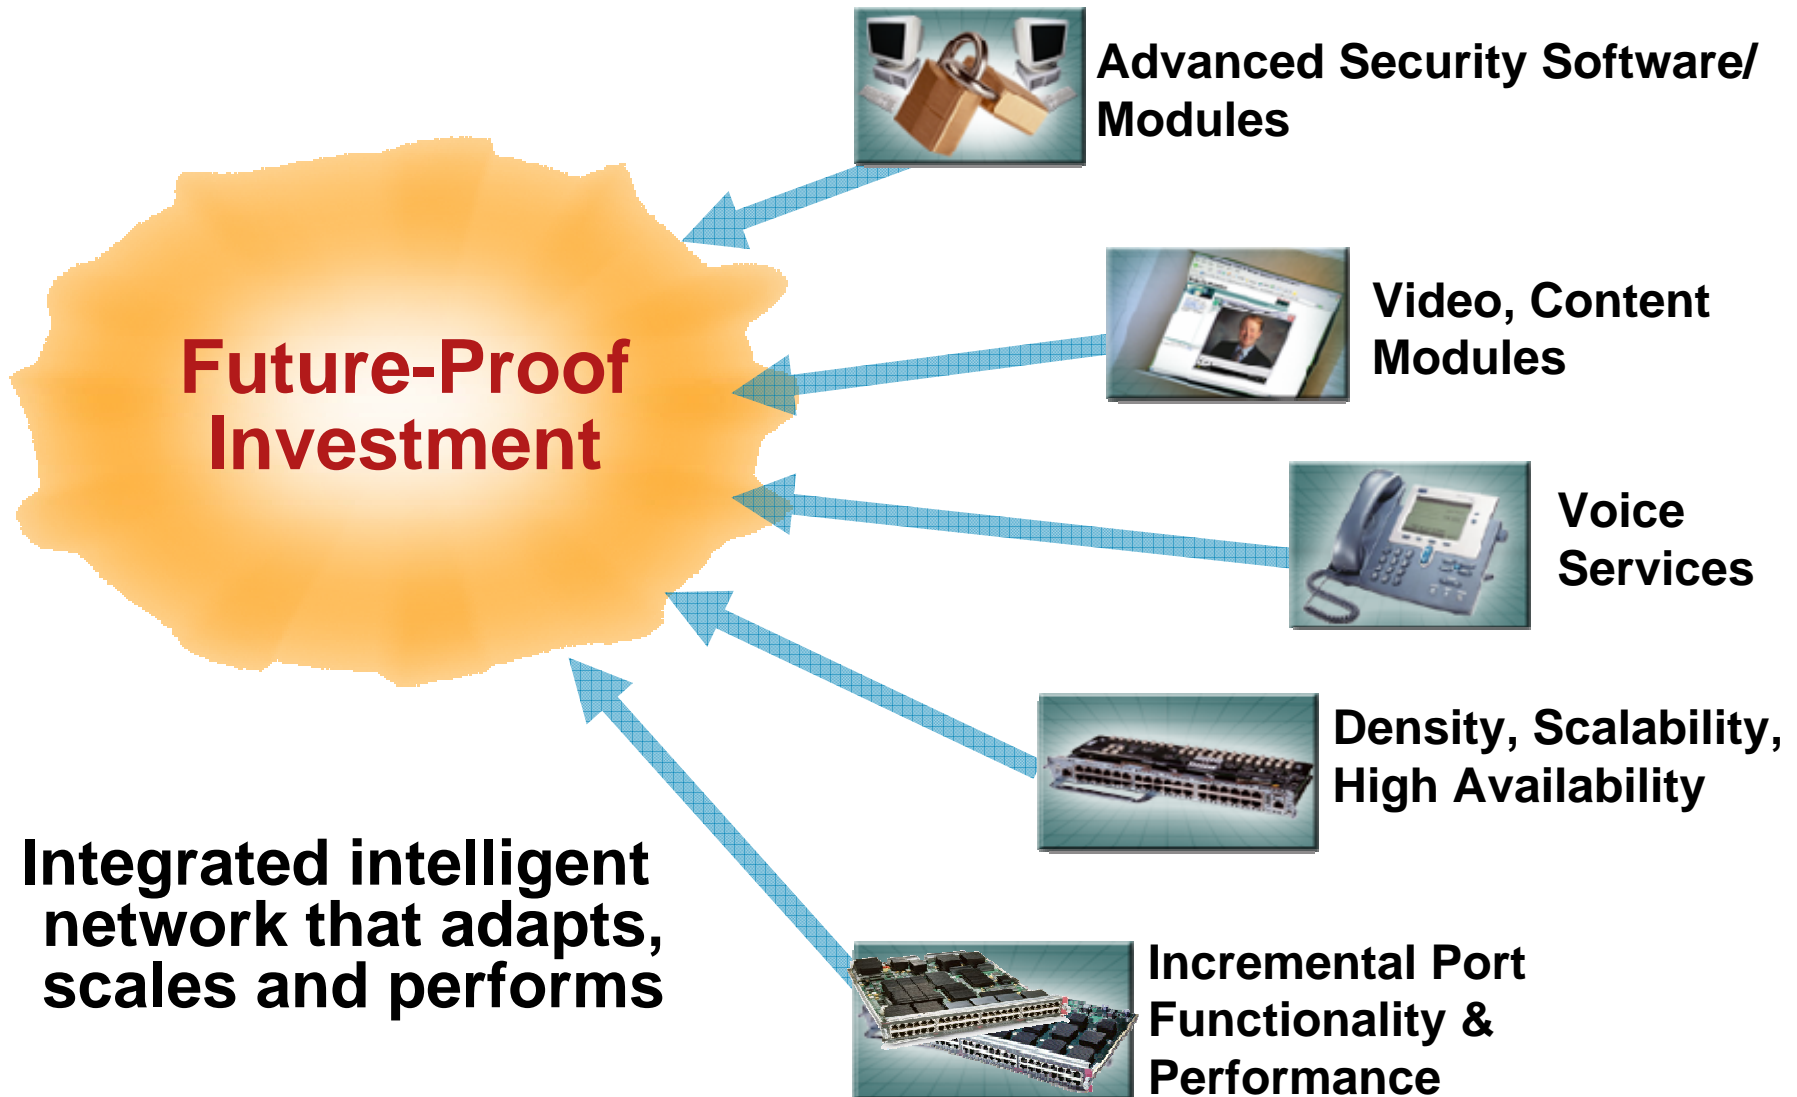 Advanced Security Software/
Modules
Future-Proof
Investment
Video, Content
Modules
Voice
Services
Density, Scalability,
High Availability
Integrated intelligent
network that adapts,
scales and performs
Incremental Port
Functionality &
Performance